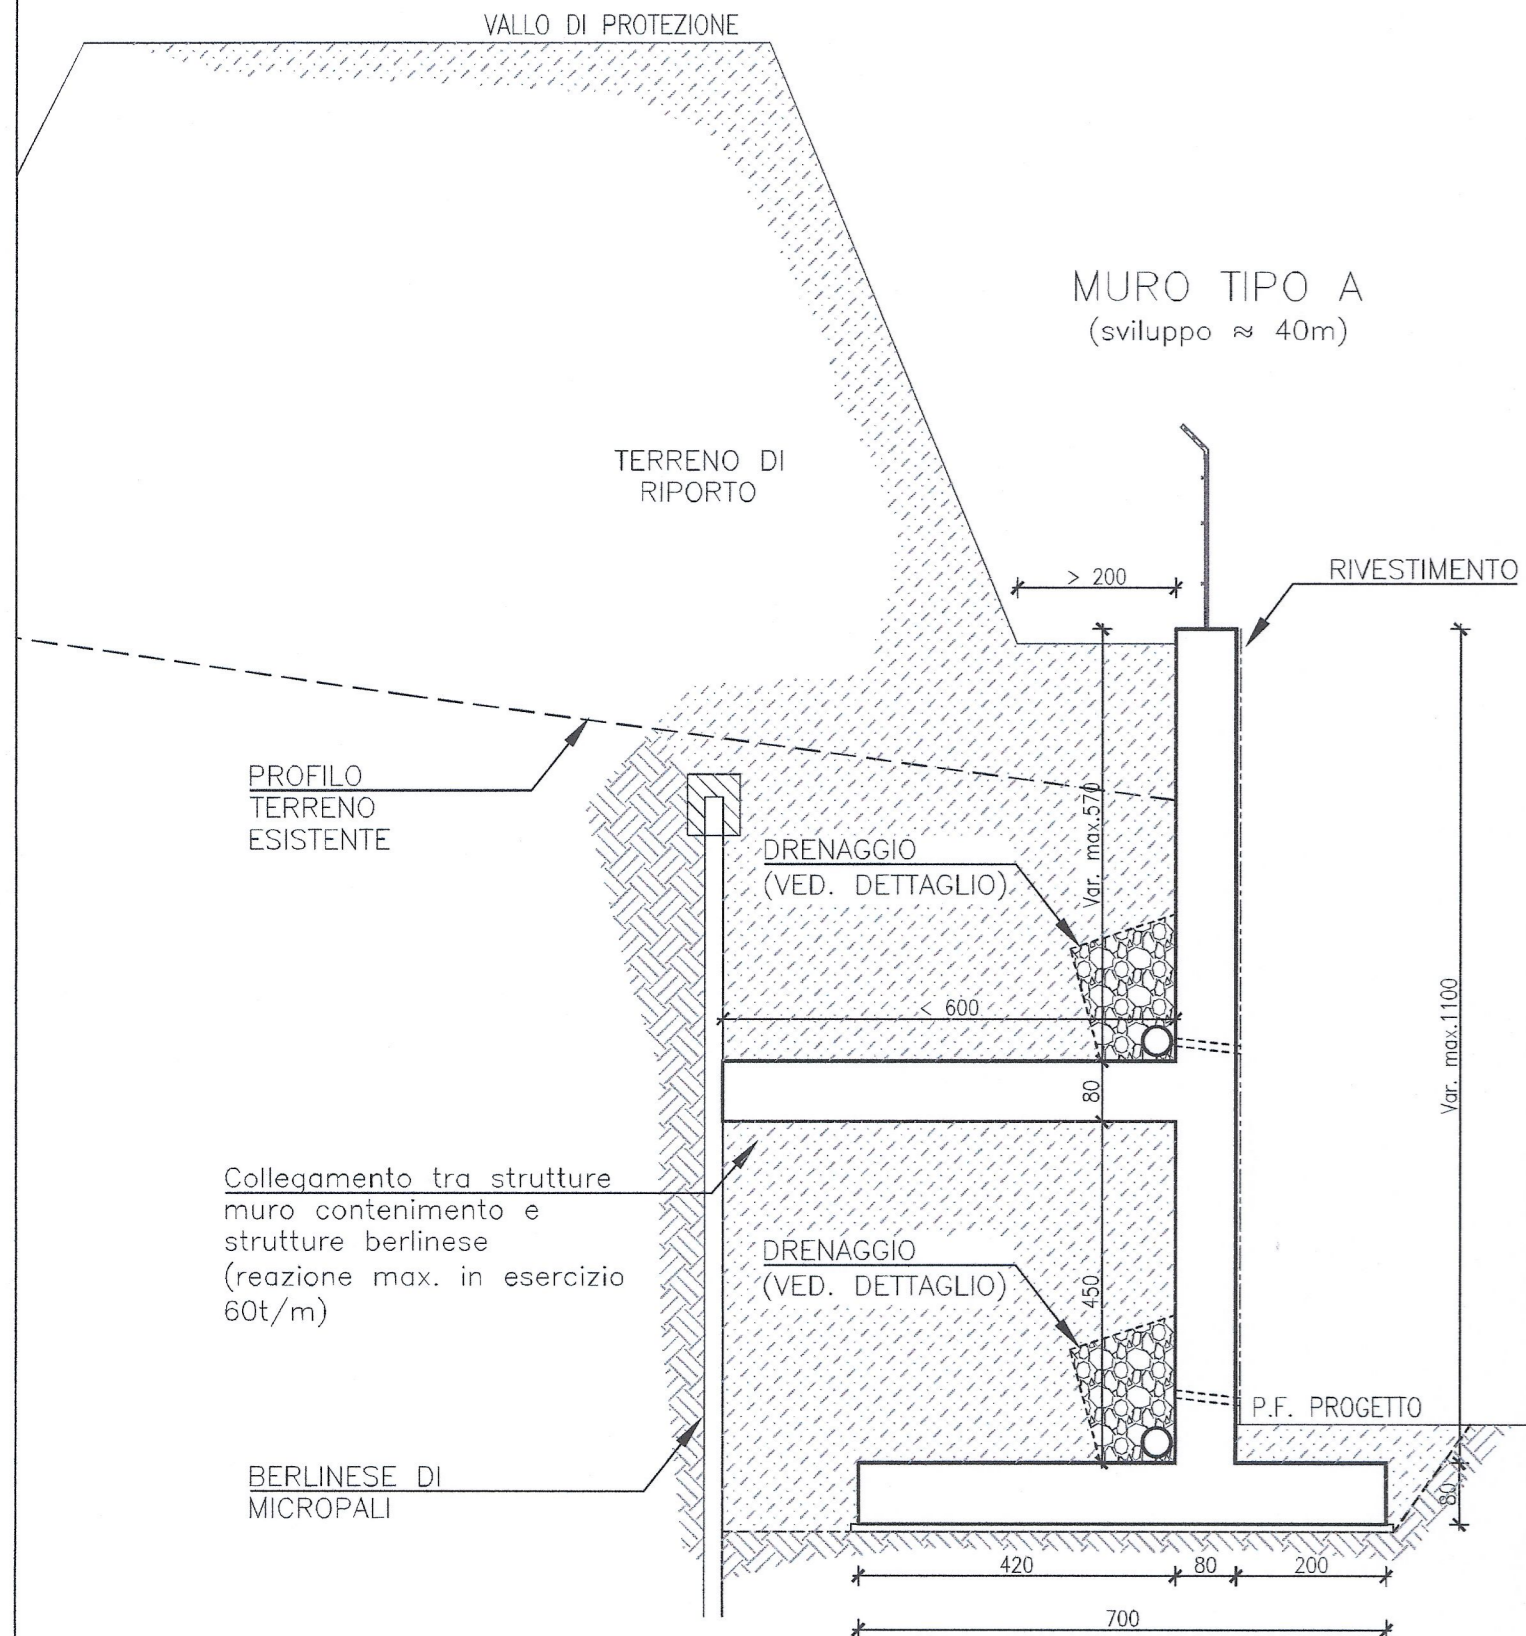 VALLO DI PROTEZIONE
MURO TIPO A
(sviluppo ≈ 40m)
TERRENO DI
RIPORTO
> 200
RIVESTIMENTO
PROFILO
TERRENO
ESISTENTE
Var. max.570
DRENAGGIO
(VED. DETTAGLIO)
< 600
Var. max.1100
80
Collegamento tra strutture
muro contenimento e
strutture berlinese
(reazione max. in esercizio
60t/m)
DRENAGGIO
(VED. DETTAGLIO)
450
P.F. PROGETTO
BERLINESE DI
MICROPALI
80
420
80
200
700